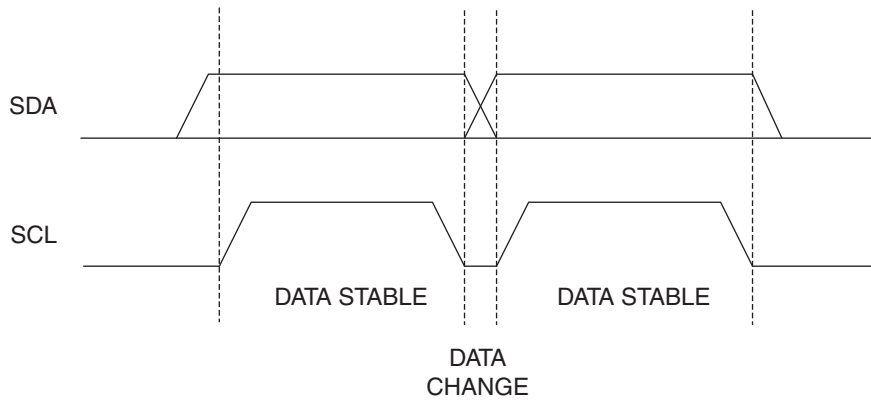 SDA
SCL
DATA STABLE
DATA STABLE
DATA
CHANGE